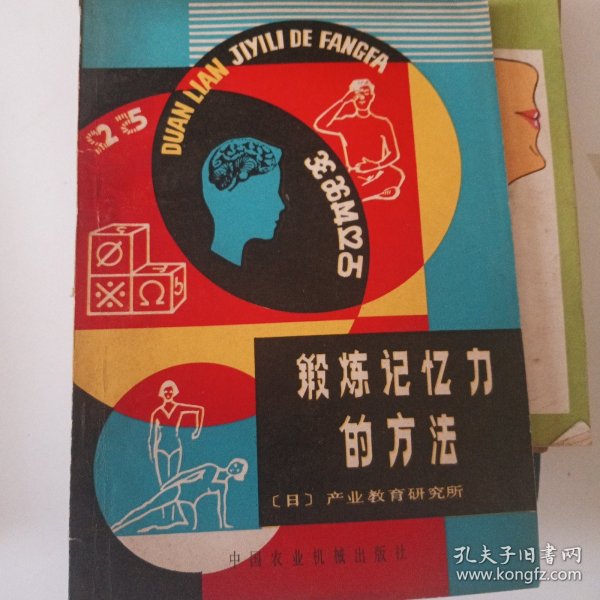 DUAN LIAN JIYILI DE FANGFA
25
鍛炼记忆力
的方法
〔日〕产业教育研究所
中国农业机械出版社
孔夫子旧书网
www.kongfz.com